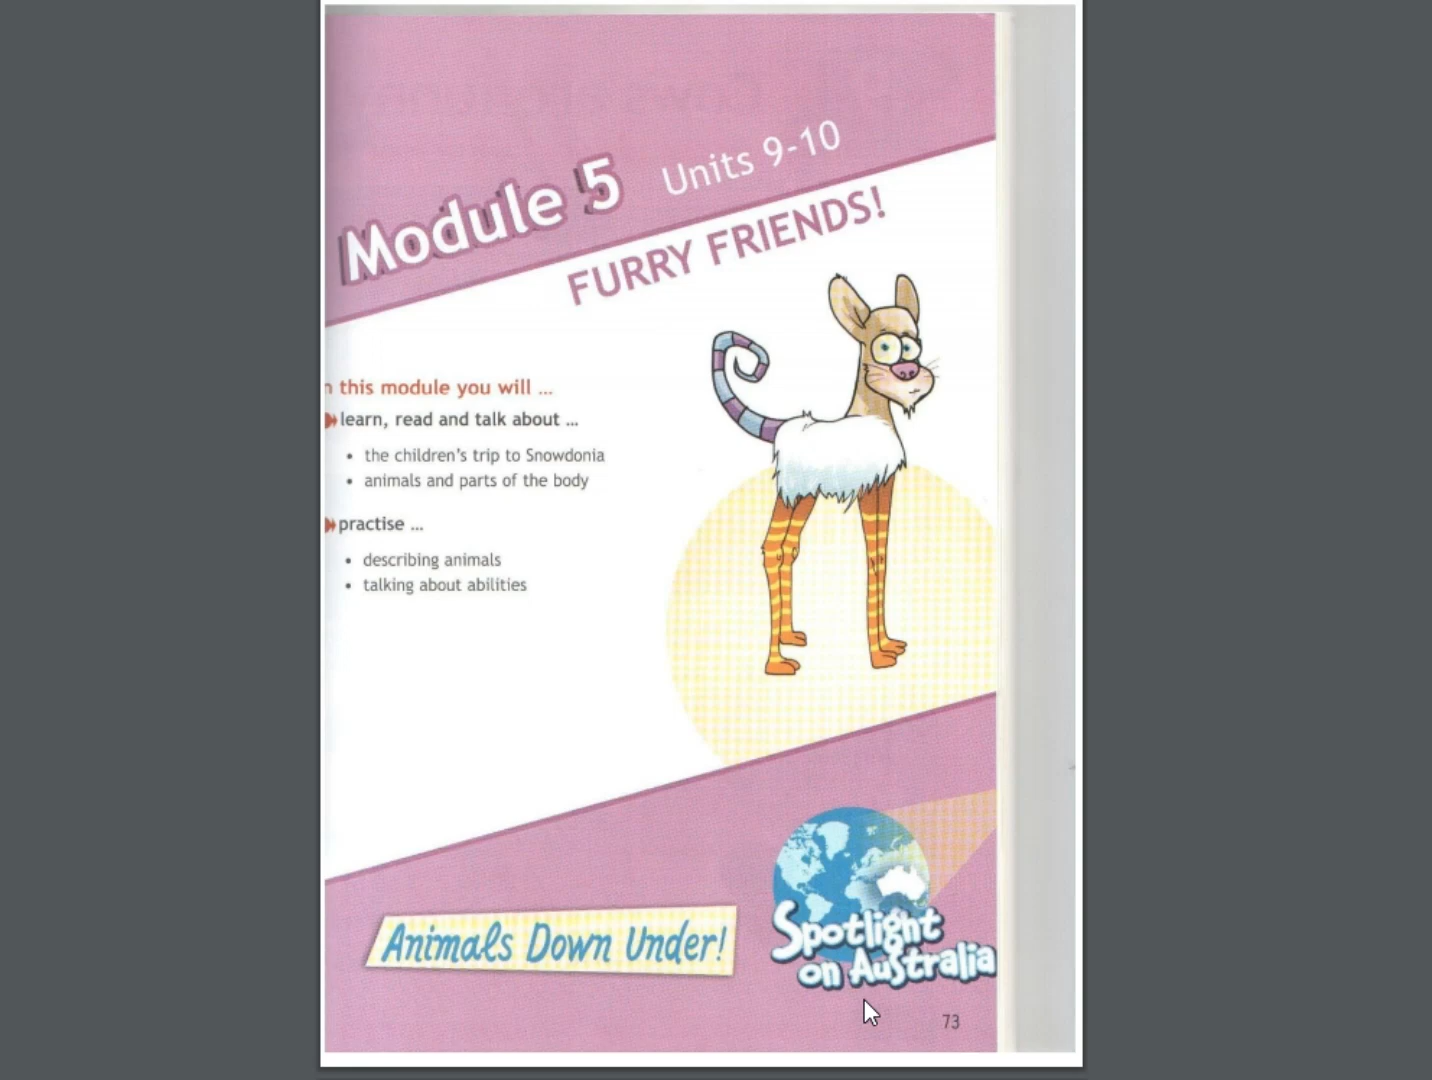 Module 5 Units 9-10
FURRY FRIENDS!
n this module you will ...
learn, read and talk about ...
• the children's trip to Snowdonia
• animals and parts of the body
practise ...
• describing animals
• talking about abilities
Animals Down Under!
Spotlight
on Australia
73